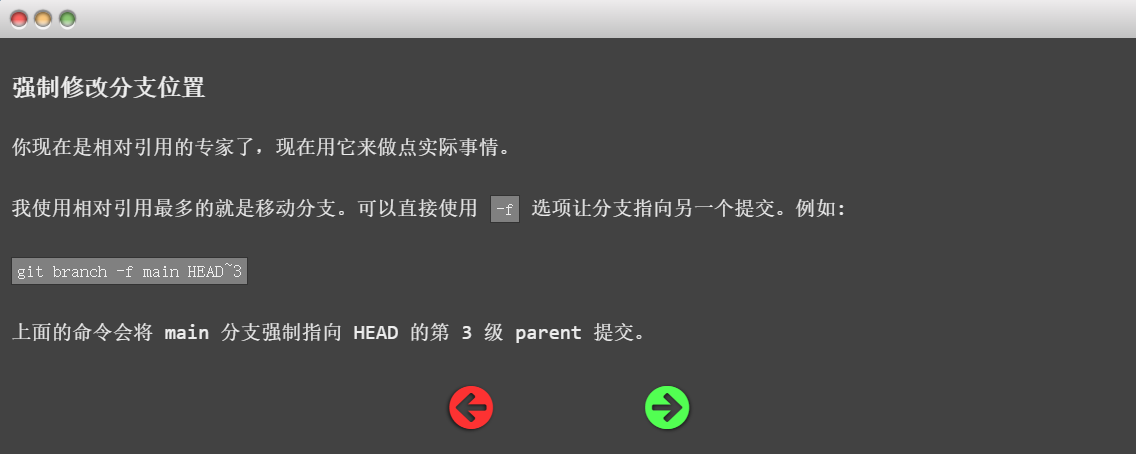 强制修改分支位置
你现在是相对引用的专家了，现在用它来做点实际事情。
我使用相对引用最多的就是移动分支。可以直接使用 -f 选项让分支指向另一个提交。例如:
git branch -f main HEAD~3
上面的命令会将 main 分支强制指向 HEAD 的第 3 级 parent 提交。